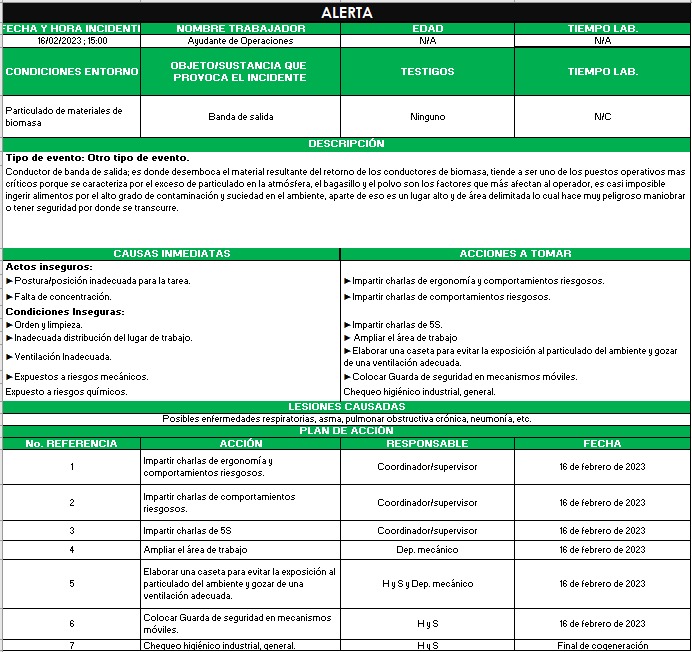 ALERTA
FECHA Y HORA INCIDENTE NOMBRE TRABAJADOR EDAD TIEMPO LAB.
16/02/2023 ; 15:00 Ayudante de Operaciones N/A N/A
CONDICIONES ENTORNO OBJETO/SUSTANCIA QUE TESTIGOS TIEMPO LAB.
PROVOCA EL INCIDENTE
Particulado de materiales de Banda de salida Ninguno N/C
biomasa
DESCRIPCIÓN
Tipo de evento: Otro tipo de evento.
Conductor de banda de salida; es donde desemboca el material resultante del retorno de los conductores de biomasa, tiende a ser uno de los puestos operativos mas
críticos porque se caracteriza por el exceso de particulado en la atmósfera, el bagasillo y el polvo son los factores que más afectan al operador, es casi imposible
ingerir alimentos por el alto grado de contaminación y suciedad en el ambiente, aparte de eso es un lugar alto y de área delimitada lo cual hace muy peligroso maniobrar
o tener seguridad por donde se transcurre.
CAUSAS INMEDIATAS ACCIONES A TOMAR
Actos inseguros:
►Postura/posición inadecuada para la tarea. ►Impartir charlas de ergonomía y comportamientos riesgosos.
►Falta de concentración. ►Impartir charlas de comportamientos riesgosos.
Condiciones Inseguras:
►Orden y limpieza. ►Impartir charlas de 5S.
►Inadecuada distribución del lugar de trabajo. ► Ampliar el área de trabajo
►Ventilación Inadecuada. ►Elaborar una caseta para evitar la exposición al particulado del ambiente y gozar
de una ventilación adecuada.
►Expuestos a riesgos mecánicos. ►Colocar Guarda de seguridad en mecanismos móviles.
Expuesto a riesgos químicos. Chequeo higiénico industrial, general.
LESIONES CAUSADAS
Posibles enfermedades respiratorias, asma, pulmonar obstructiva crónica, neumonía, etc.
PLAN DE ACCIÓN
No. REFERENCIA ACCIÓN RESPONSABLE FECHA
1 Impartir charlas de ergonomía y Coordinador/supervisor 16 de febrero de 2023
comportamientos riesgosos.
2 Impartir charlas de comportamientos Coordinador/supervisor 16 de febrero de 2023
riesgosos.
3 Impartir charlas de 5S Coordinador/supervisor 16 de febrero de 2023
4 Ampliar el área de trabajo Dep. mecánico 16 de febrero de 2023
5 Elaborar una caseta para evitar la exposición al H y S y Dep. mecánico 16 de febrero de 2023
particulado del ambiente y gozar de una
ventilación adecuada.
6 Colocar Guarda de seguridad en mecanismos H y S 16 de febrero de 2023
móviles.
7 Chequeo higiénico industrial, general. H y S Final de cogeneración